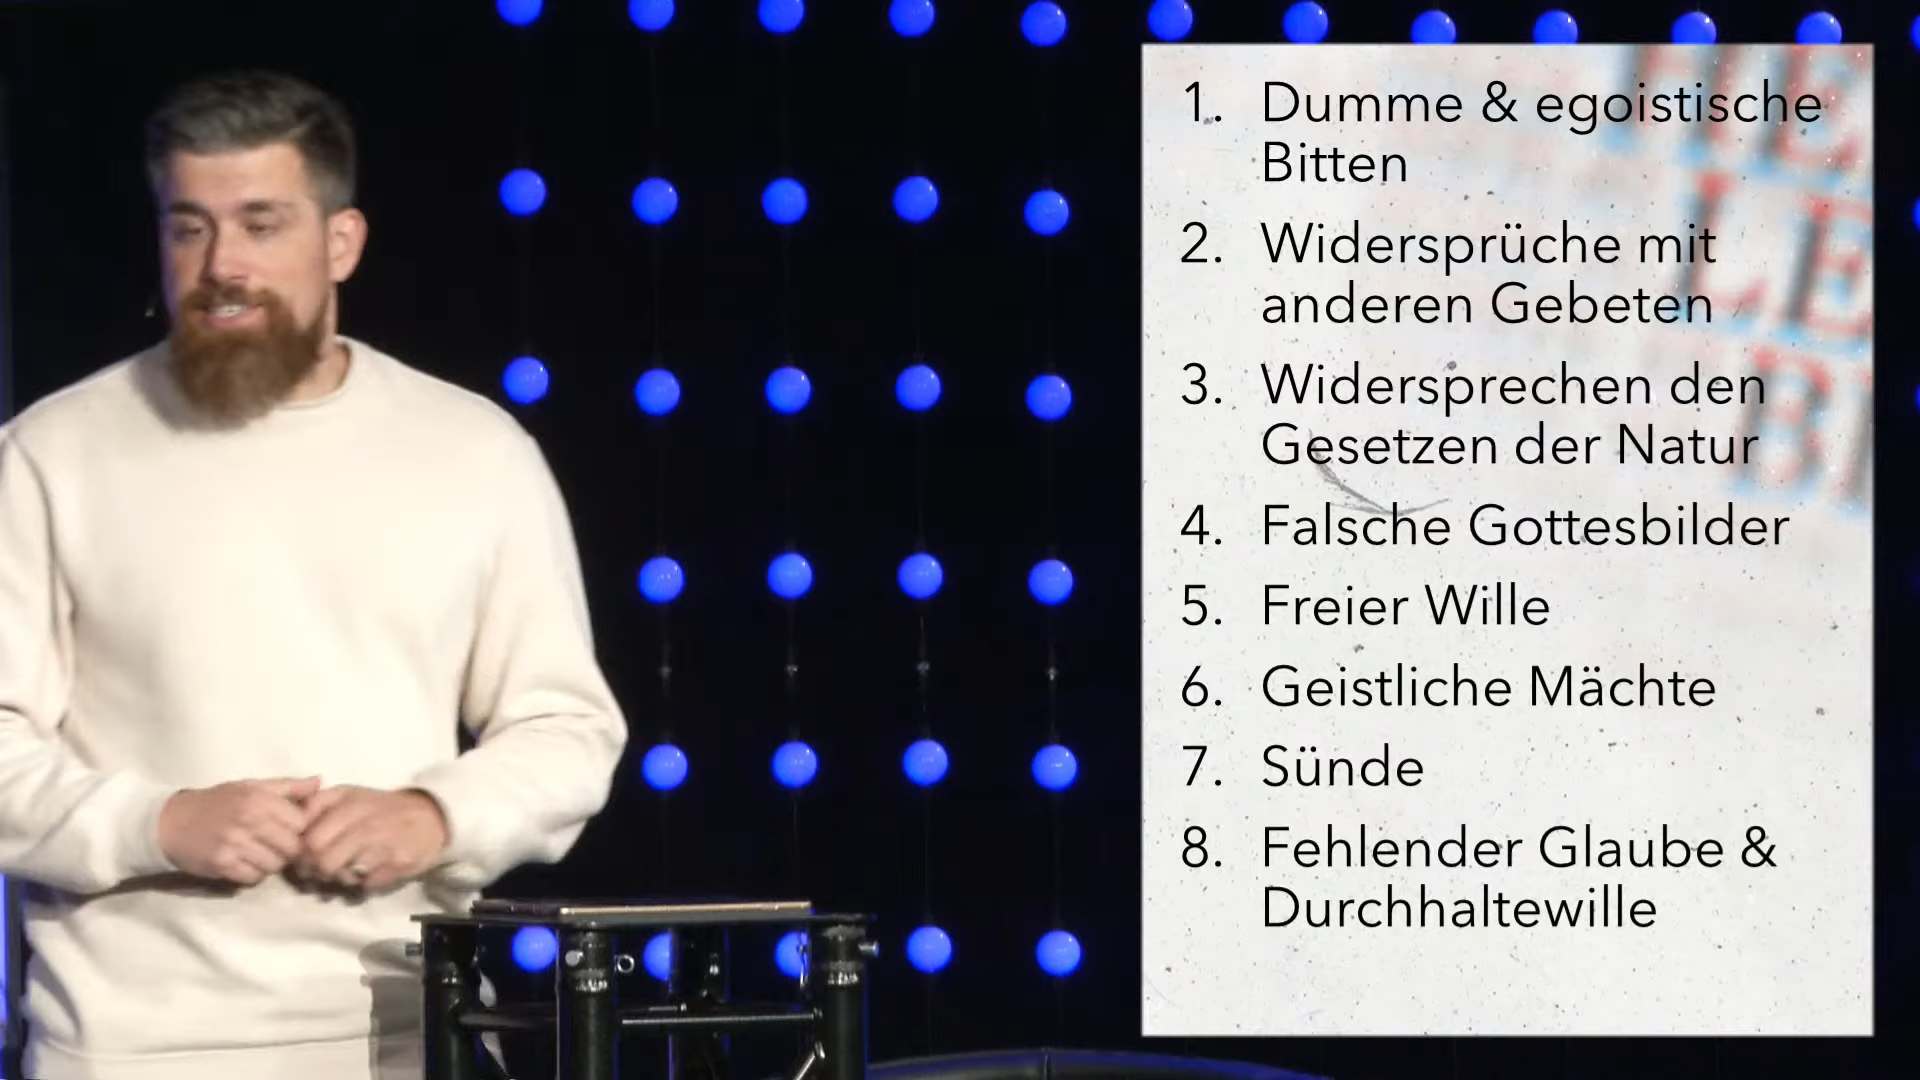 1. Dumme & egoistische
Bitten
2. Widersprüche mit
anderen Gebeten
3. Widersprechen den
Gesetzen der Natur
4. Falsche Gottesbilder
5. Freier Wille
6. Geistliche Mächte
7. Sünde
8. Fehlender Glaube &
Durchhaltewille